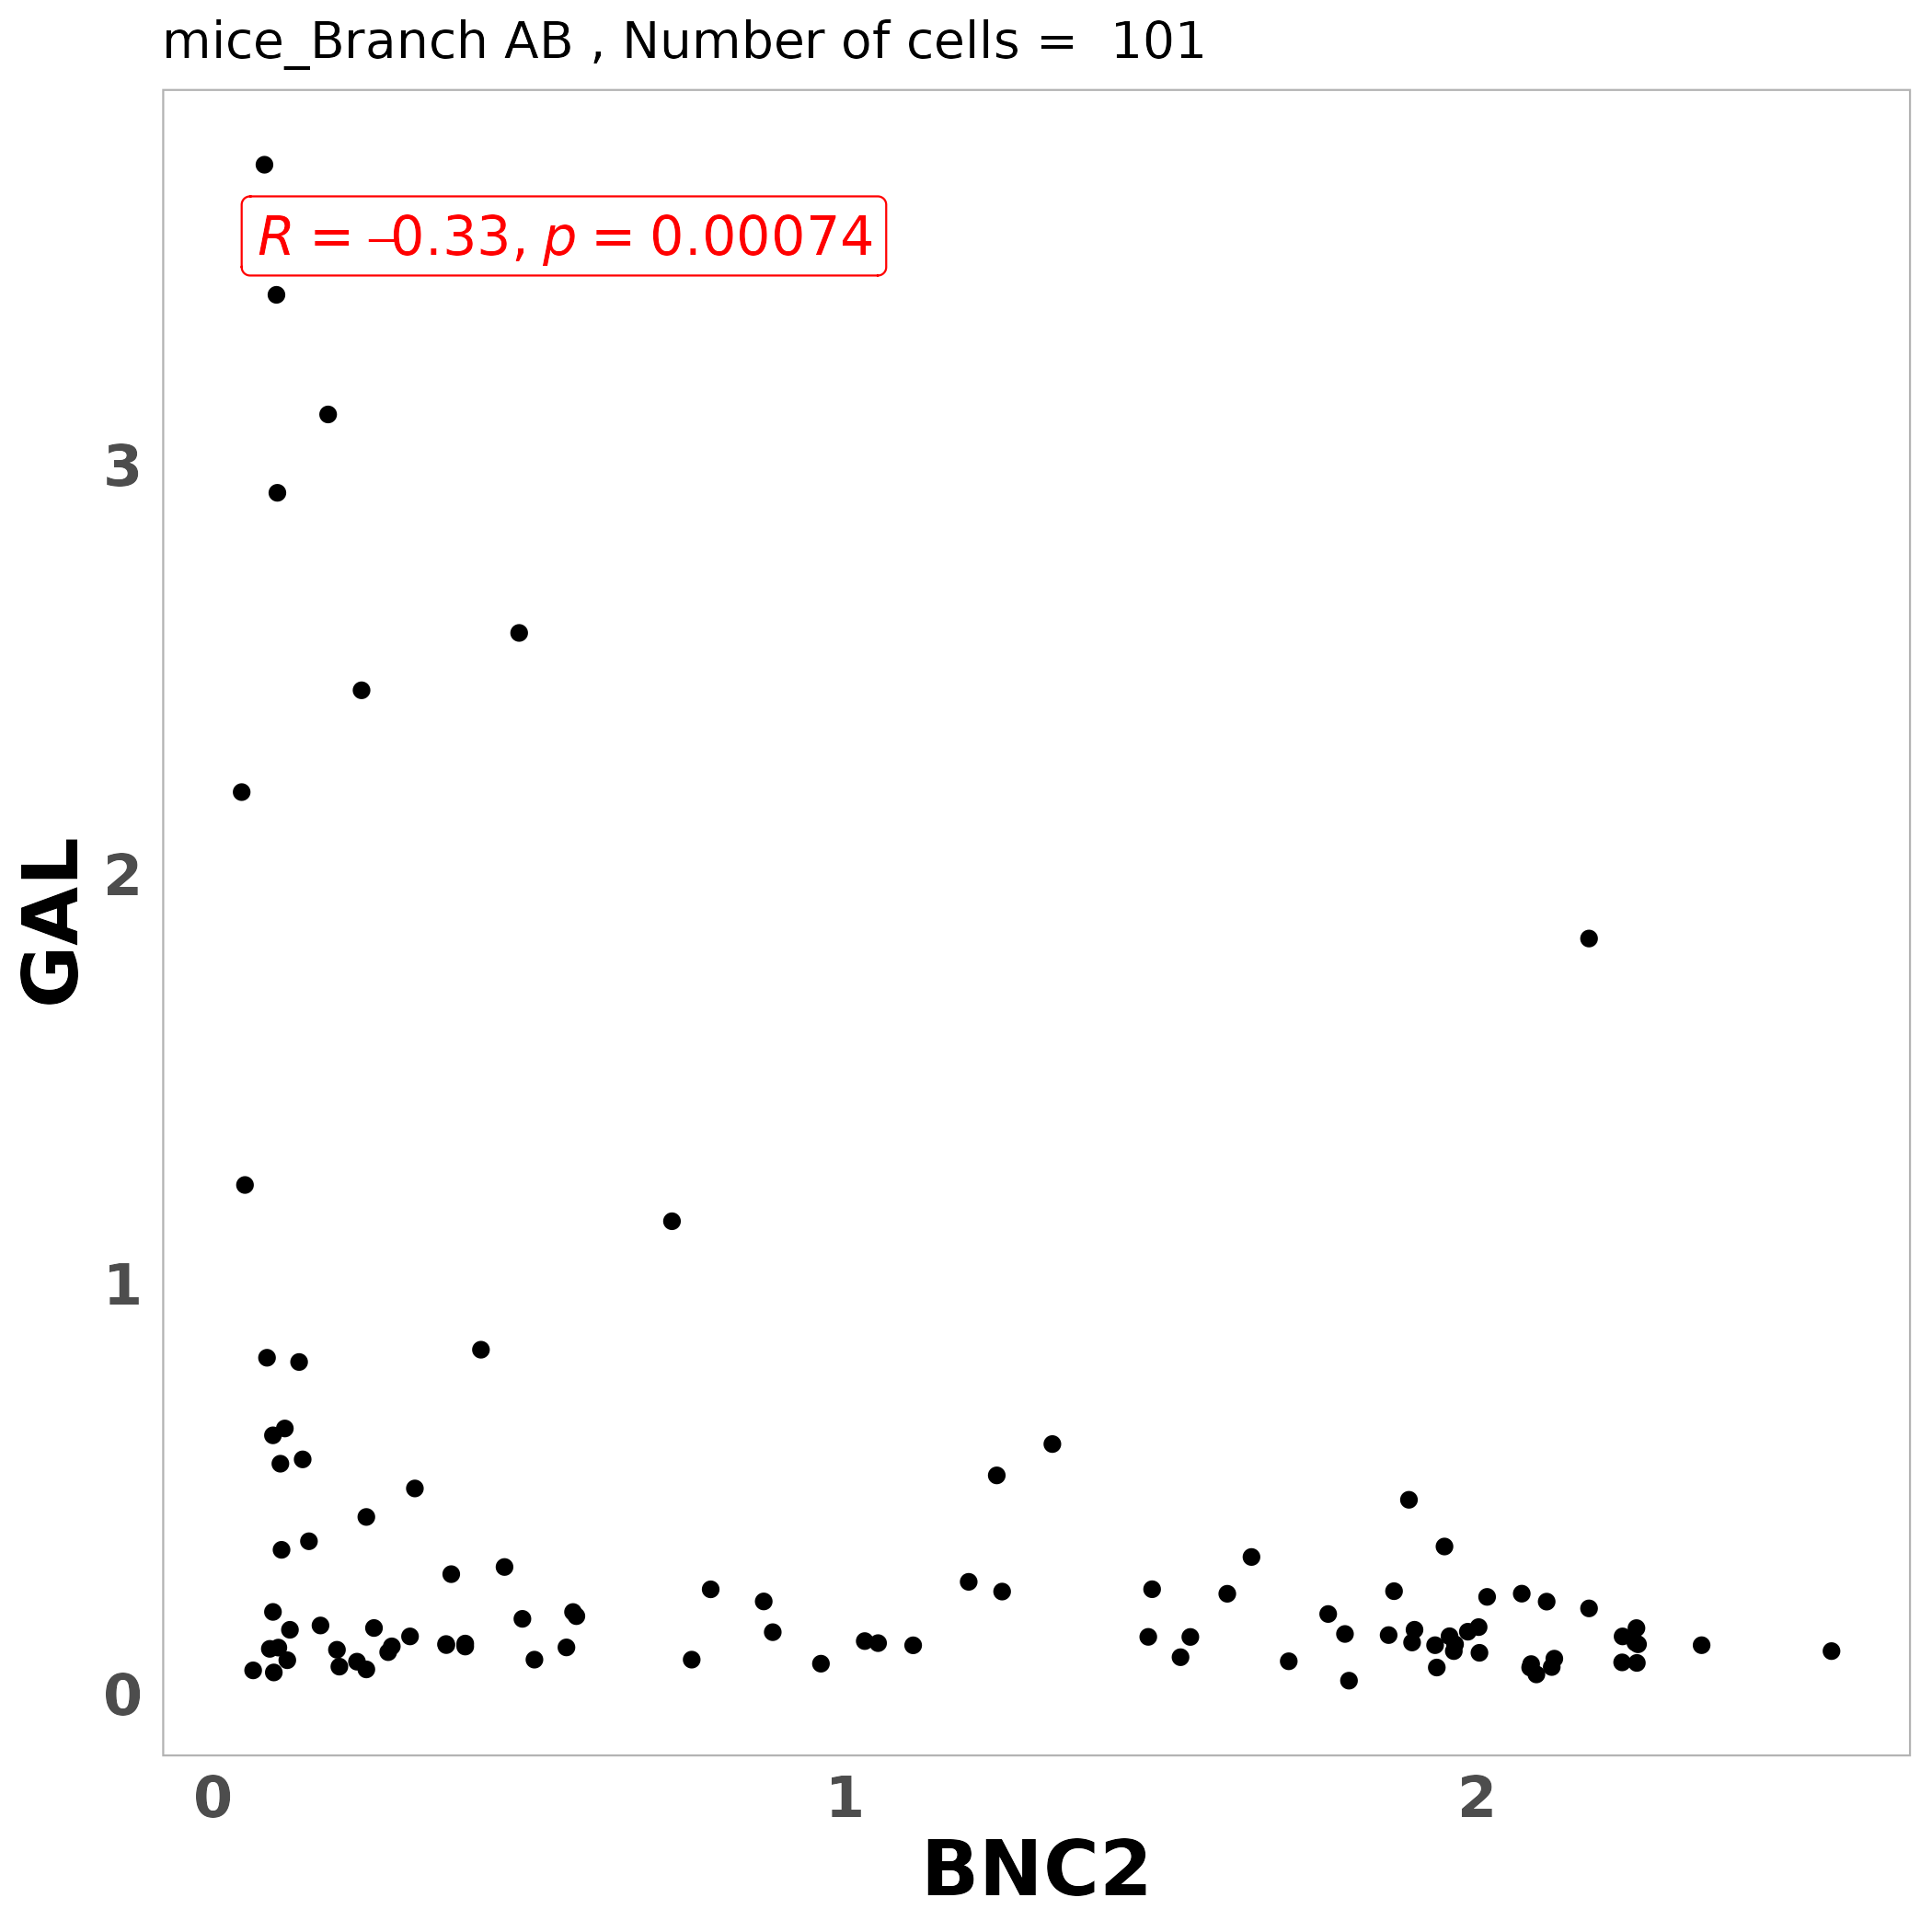 mice_Branch AB , Number of cells =  101
R = –0.33, p = 0.00074
3
2
1
0
GAL
0 1 2
BNC2